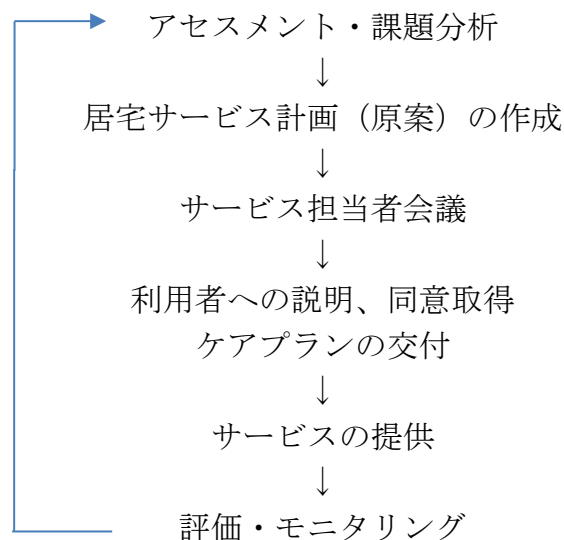 アセスメント・課題分析
↓
居宅サービス計画（原案）の作成
↓
サービス担当者会議
↓
利用者への説明、同意取得
ケアプランの交付
↓
サービスの提供
↓
評価・モニタリング